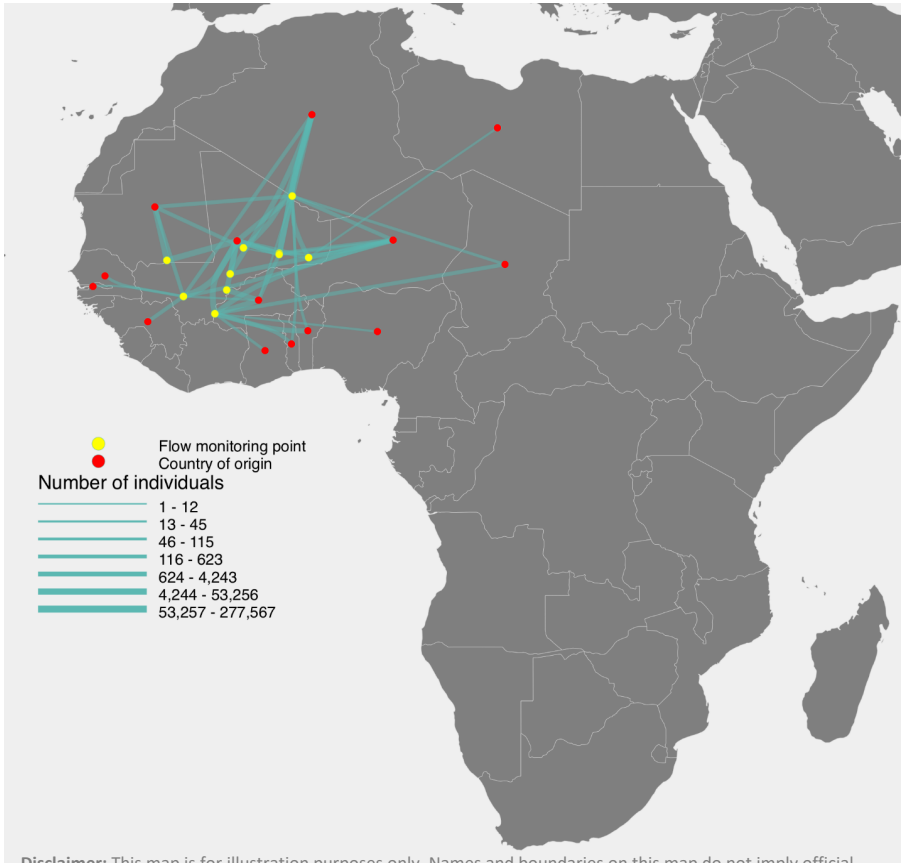 Flow monitoring point
Country of origin
Number of individuals
1 - 12
13 - 45
46 - 115
116 - 623
624 - 4,243
4,244 - 53,256
53,257 - 277,567
Disclaimer: This map is for illustration purposes only. Names and boundaries on this map do not imply official